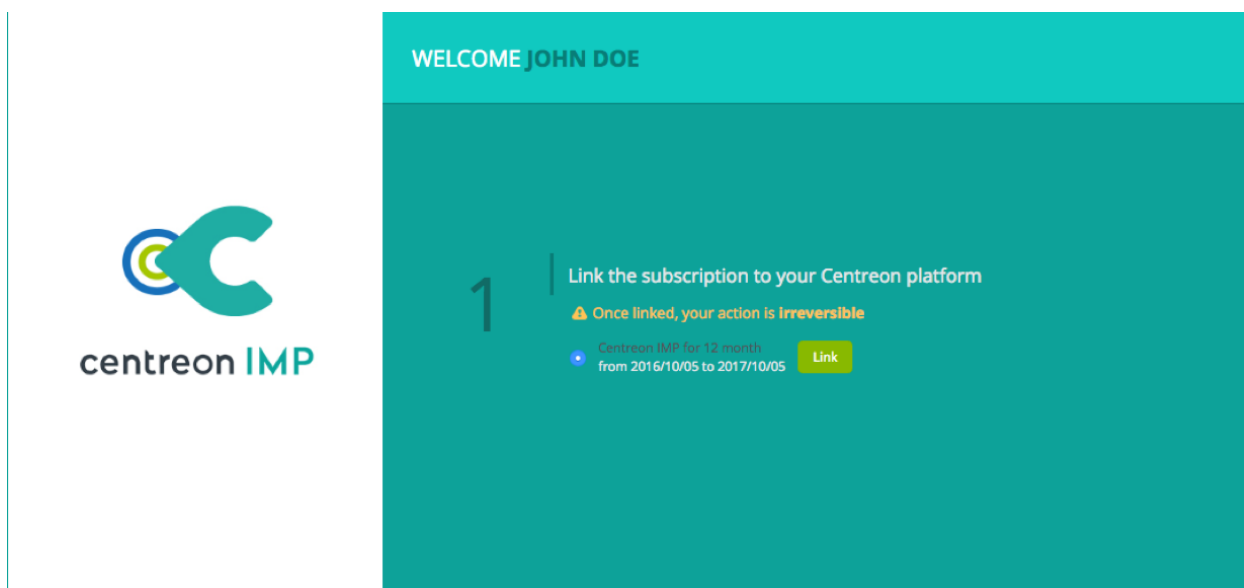 WELCOME JOHN DOE
centreon IMP
1
Link the subscription to your Centreon platform
Once linked, your action is irreversible
Centreon IMP for 12 month
from 2016/10/05 to 2017/10/05
Link